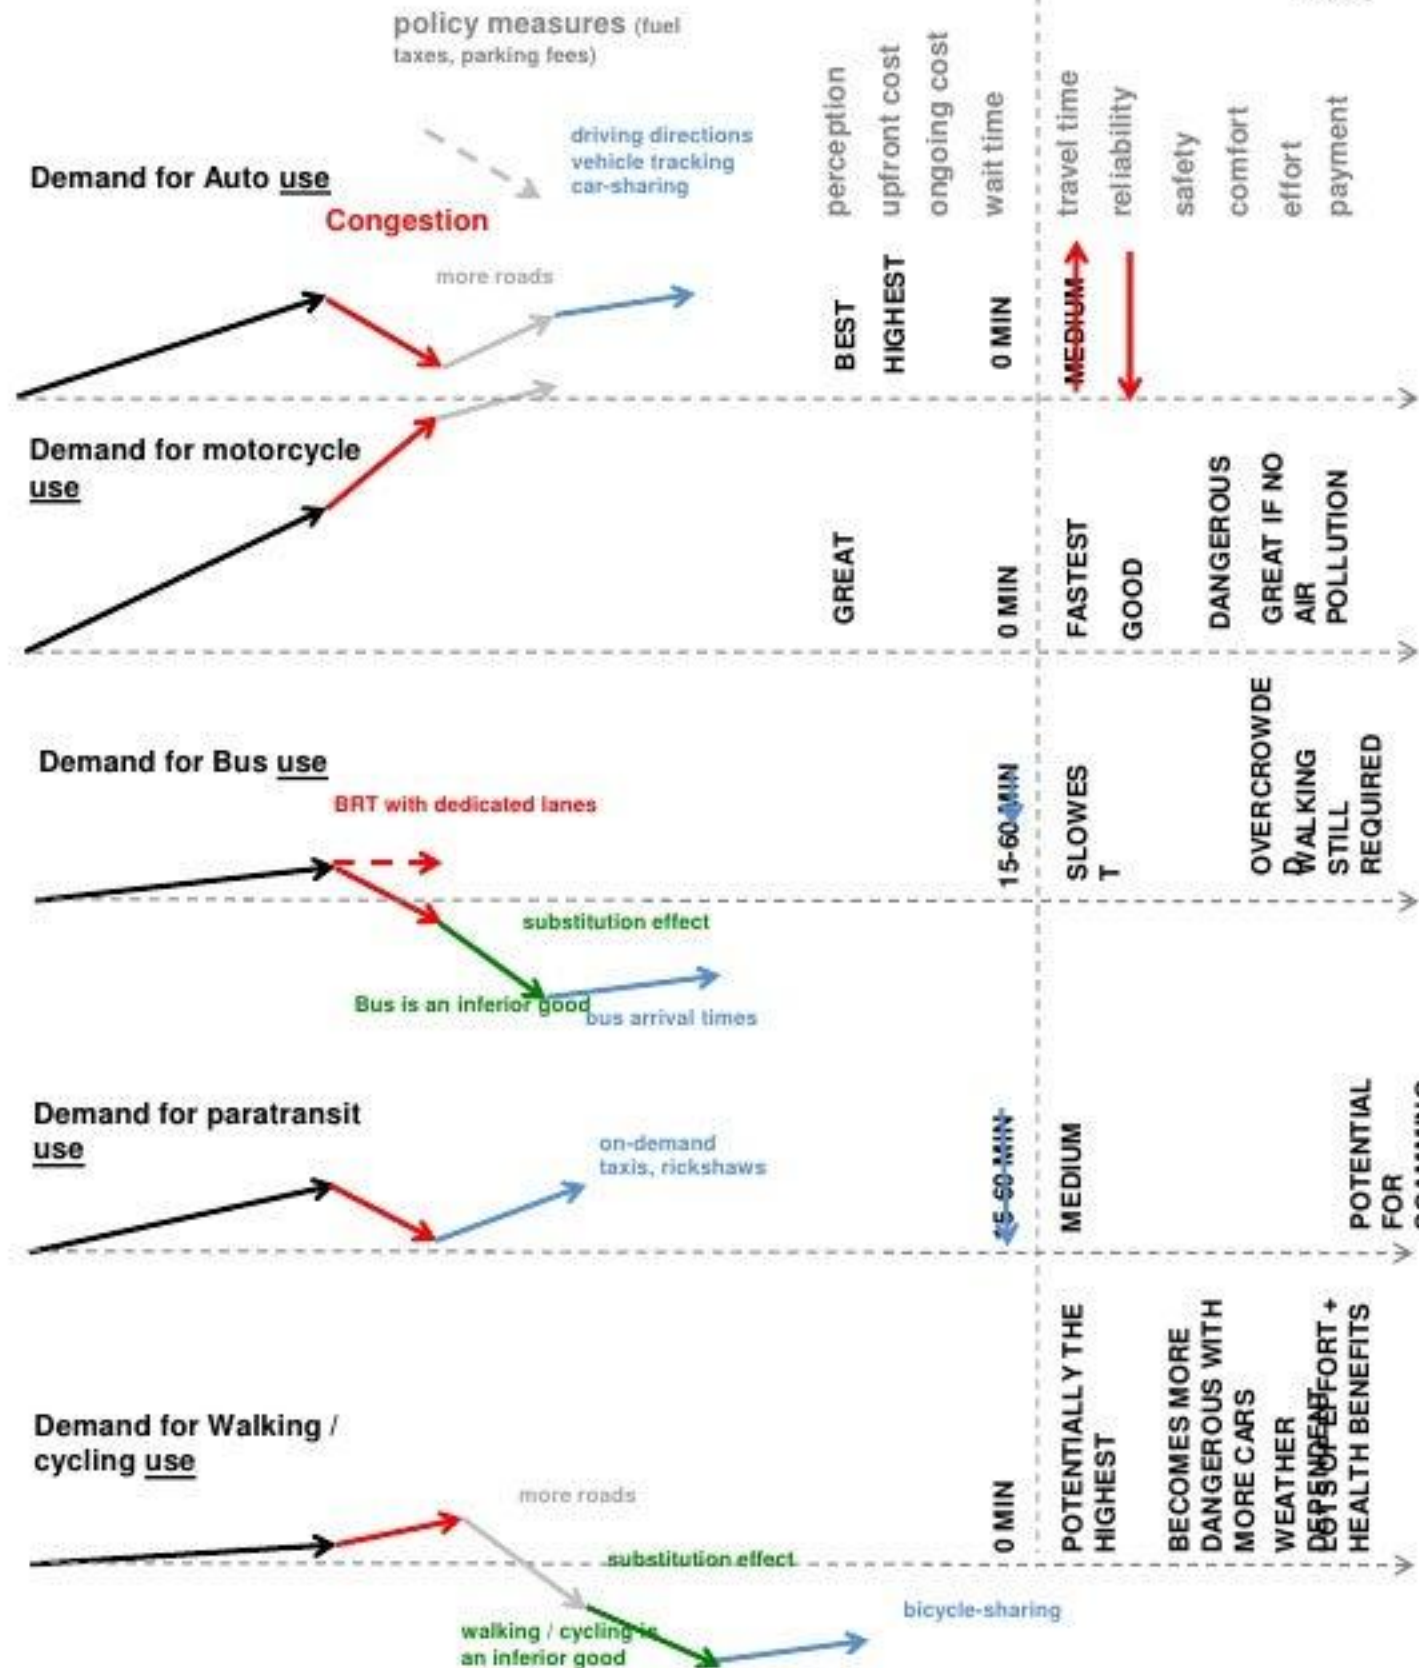 policy measures (fuel
taxes, parking fees)
perception
upfront cost
ongoing cost
wait time
travel time
reliability
safety
comfort
effort
payment
driving directions
vehicle tracking
car-sharing
Demand for Auto use
Congestion
more roads
BEST
HIGHEST
0 MIN
MEDIUM
Demand for motorcycle
use
GREAT
0 MIN
FASTEST
GOOD
DANGEROUS
GREAT IF NO
AIR
POLLUTION
Demand for Bus use
BRT with dedicated lanes
15-60 MIN
SLOWES
T
OVERCROWDE
D
WALKING
STILL
REQUIRED
substitution effect
Bus is an inferior good
bus arrival times
Demand for paratransit
use
on-demand
taxis, rickshaws
15-60 MIN
MEDIUM
POTENTIAL
FOR
Demand for Walking /
cycling use
more roads
0 MIN
POTENTIALLY THE
HIGHEST
BECOMES MORE
DANGEROUS WITH
MORE CARS
WEATHER
DEPENDENT
LOTS OF EFFORT +
HEALTH BENEFITS
substitution effect
walking / cycling is
an inferior good
bicycle-sharing